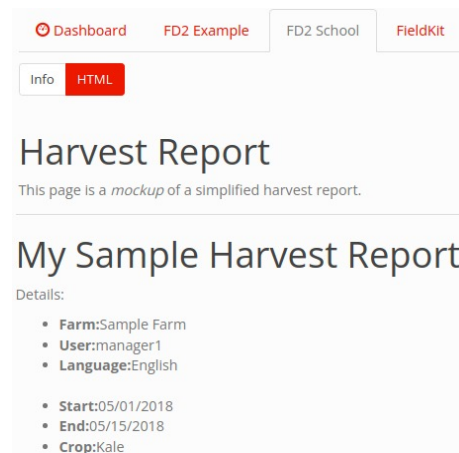 Dashboard FD2 Example FD2 School FieldKit
Info HTML
Harvest Report
This page is a mockup of a simplified harvest report.
My Sample Harvest Report
Details:
Farm:Sample Farm
User:manager1
Language:English
Start:05/01/2018
End:05/15/2018
Crop:Kale